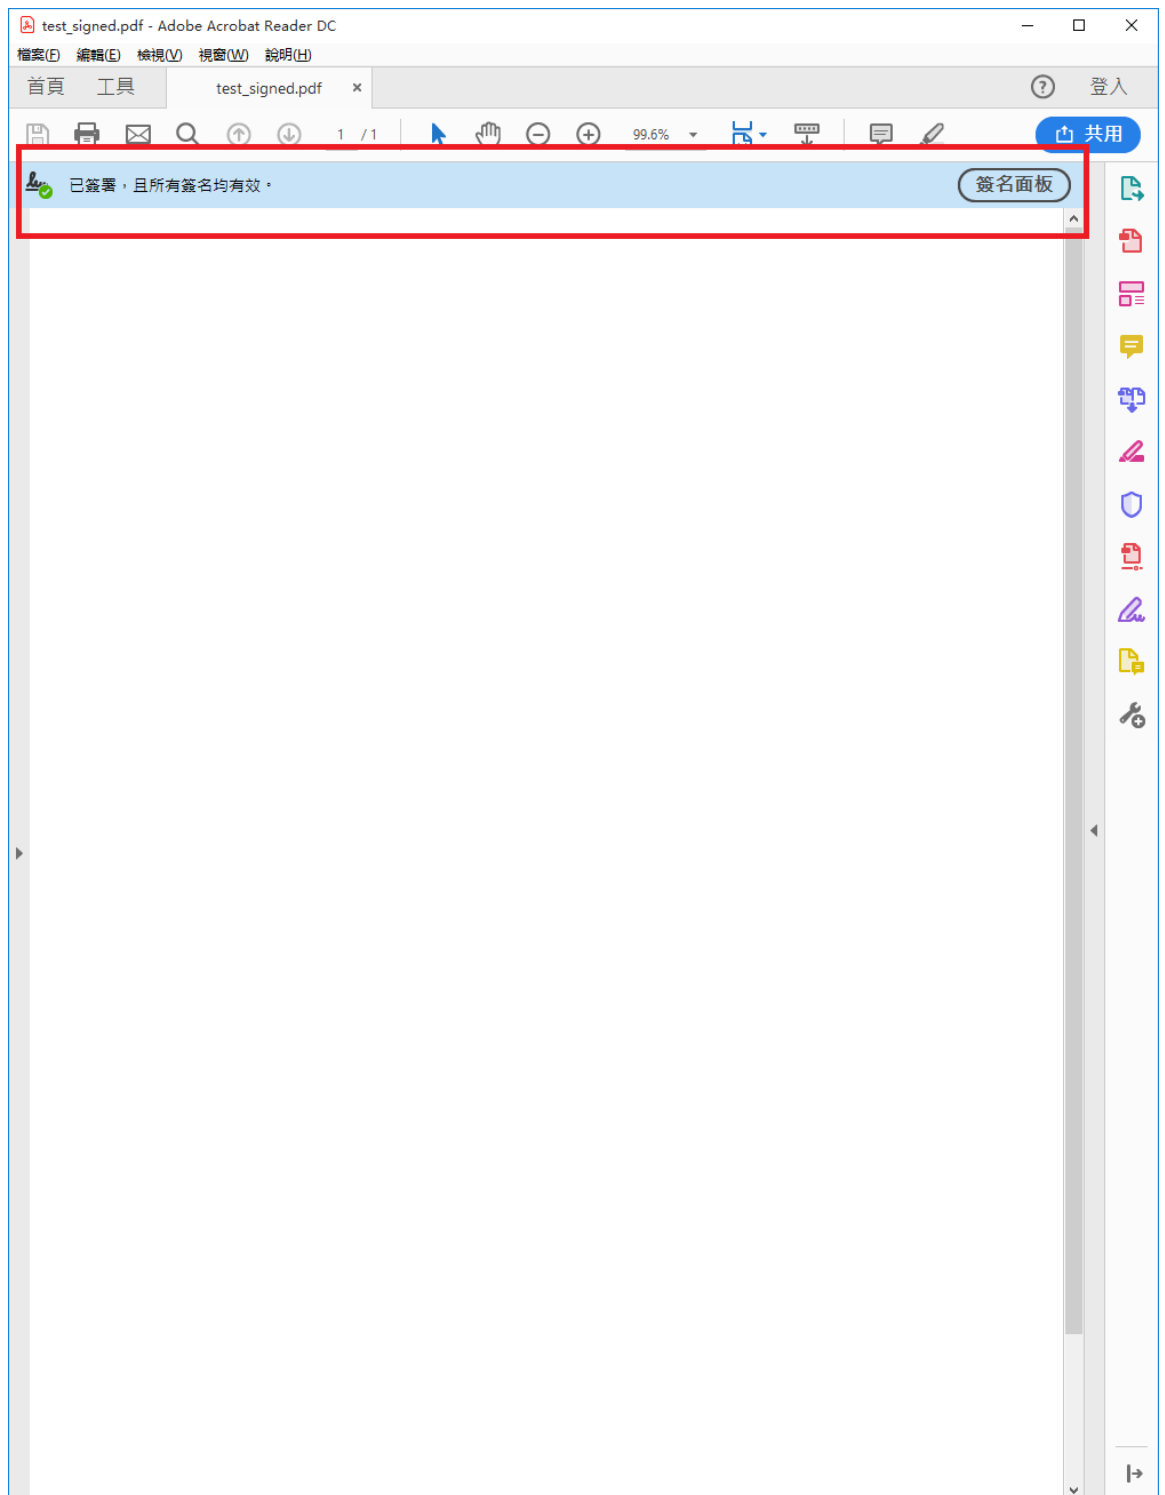 test_signed.pdf - Adobe Acrobat Reader DC
檔案(F) 編輯(E) 檢視(V) 視窗(W) 說明(H)
首頁 工具 test_signed.pdf × ? 登入
1 / 1 99.6% 共用
已簽署，且所有簽名均有效。 簽名面板